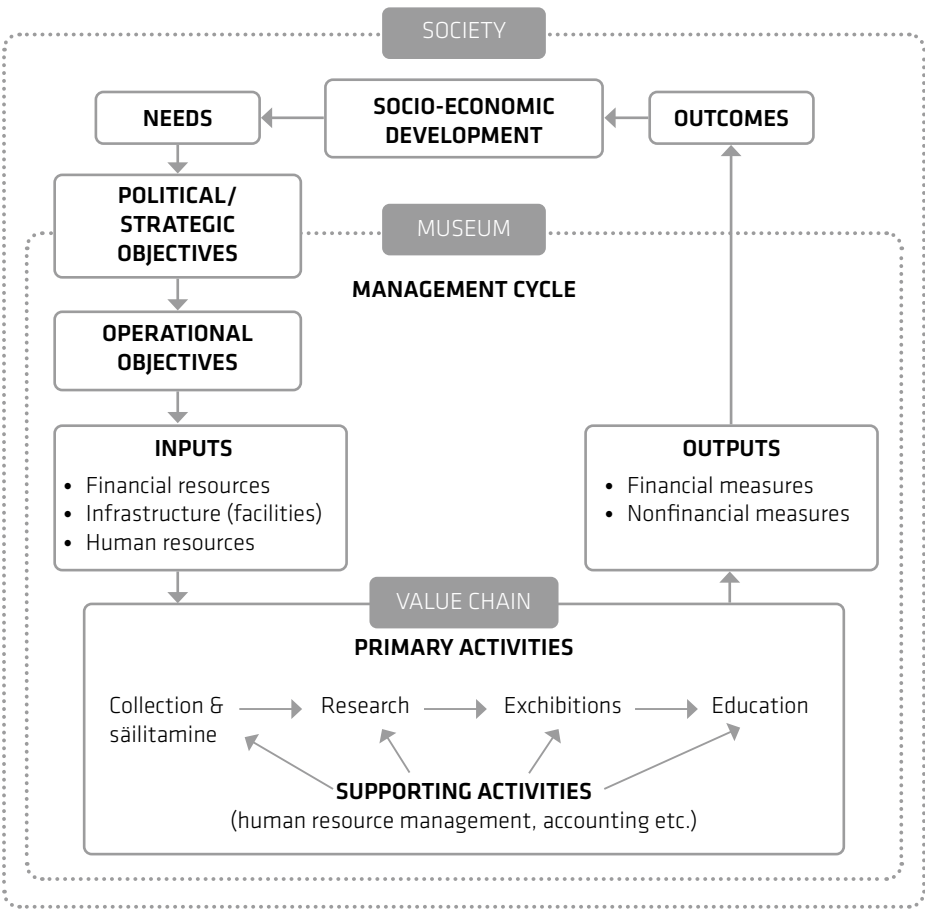 SOCIETY
NEEDS
SOCIO-ECONOMIC
DEVELOPMENT
OUTCOMES
POLITICAL/
STRATEGIC
OBJECTIVES
MUSEUM
MANAGEMENT CYCLE
OPERATIONAL
OBJECTIVES
INPUTS
• Financial resources
• Infrastructure (facilities)
• Human resources
OUTPUTS
• Financial measures
• Nonfinancial measures
VALUE CHAIN
PRIMARY ACTIVITIES
Collection &
säilitamine
Research
Exchibitions
Education
SUPPORTING ACTIVITIES
(human resource management, accounting etc.)